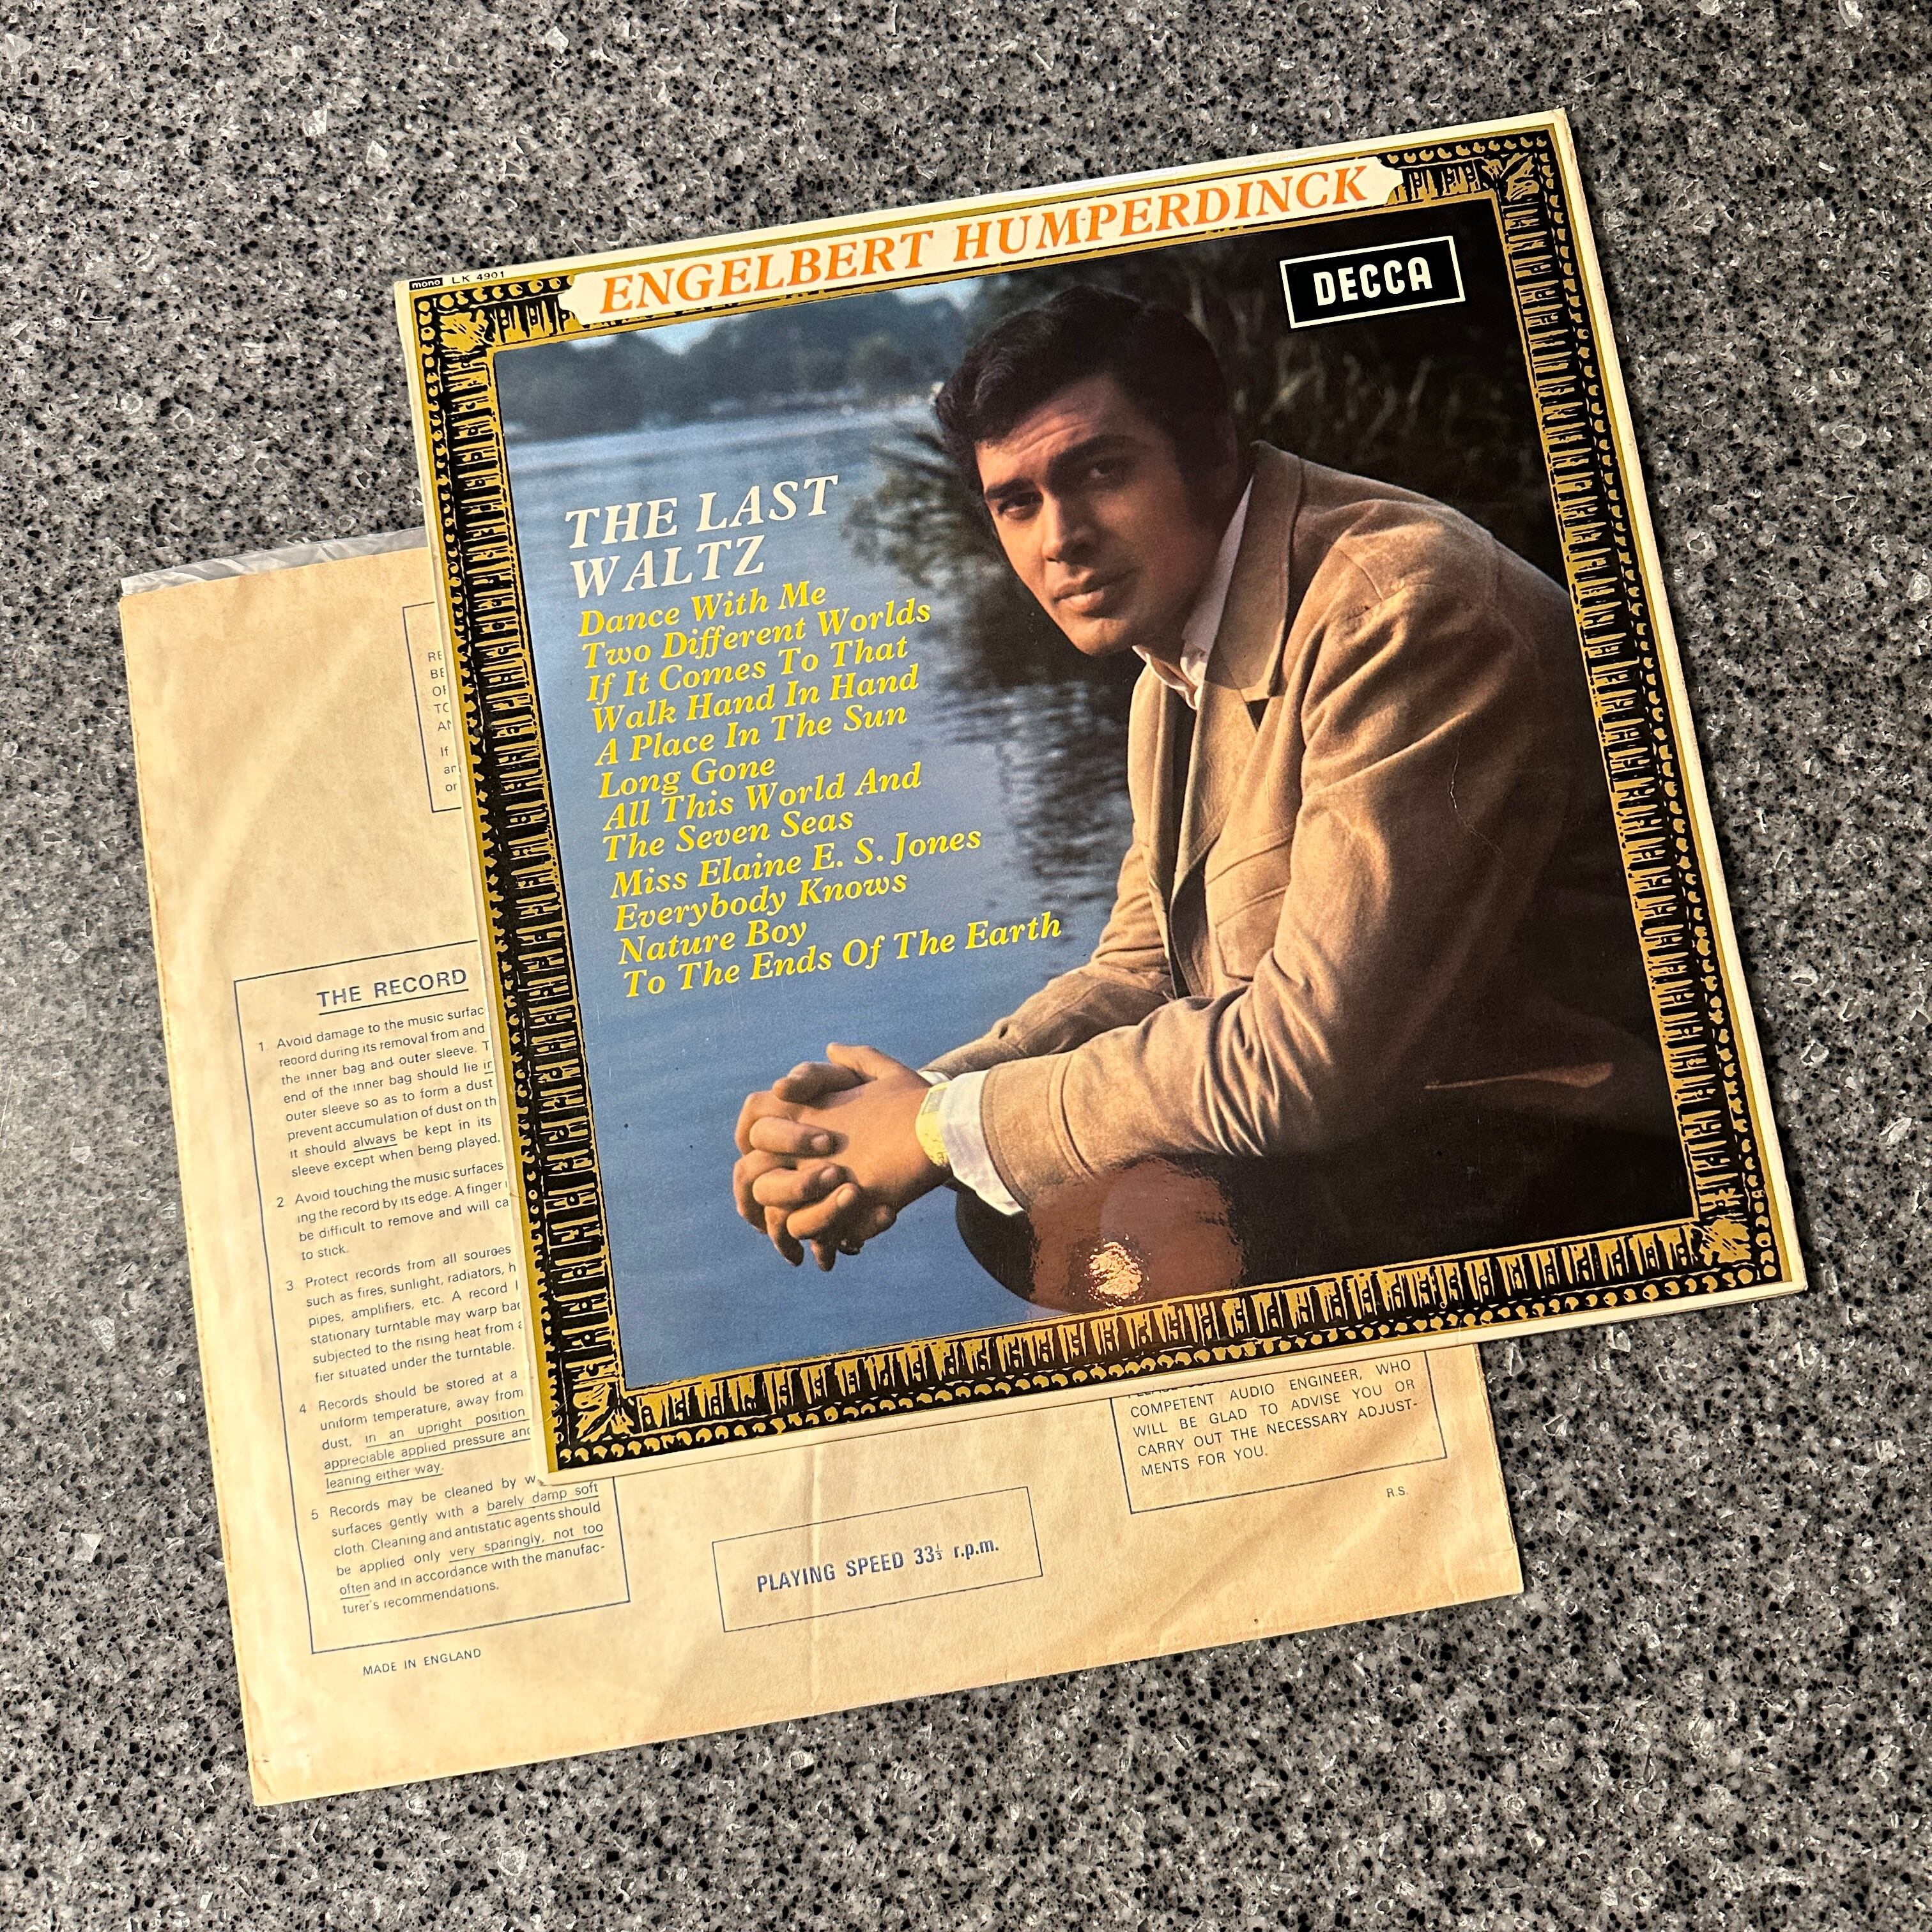 mono LK 4901
ENGELBERT HUMPERDINCK
DECCA
THE LAST
WALTZ
Dance With Me
Two Different Worlds
If It Comes To That
Walk Hand In Hand
A Place In The Sun
Long Gone
All This World And
The Seven Seas
Miss Elaine E. S. Jones
Everybody Knows
Nature Boy
To The Ends Of The Earth
If
THE RECORD
1 Avoid damage to the music
record during its removal from and
the inner bag and outer sleeve.
end of the inner bag should lie
outer sleeve so as to form a dust
prevent accumulation of dust on
it should always be kept in its
sleeve except when being played.
2 Avoid touching the music surfaces
ing the record by its edge. A finger
be difficult to remove and will
to stick.
3 Protect records from all sources
such as fires, sunlight, radiators,
pipes, amplifiers, etc. A record
stationary turntable may warp
subjected to the rising heat from
fier situated under the turntable.
4 Records should be stored at a
uniform temperature, away from
dust, in an upright position
appreciable applied pressure
leaning either way.
5 Records may be cleaned by
surfaces gently with a barely damp soft
cloth. Cleaning and antistatic agents should
be applied only very sparingly, not too
often and in accordance with the manufac-
turer's recommendations.
MADE IN ENGLAND
PLAYING SPEED 33⅓ r.p.m.
COMPETENT AUDIO ENGINEER, WHO
WILL BE GLAD TO ADVISE YOU OR
CARRY OUT THE NECESSARY ADJUST-
MENTS FOR YOU.
R.S.